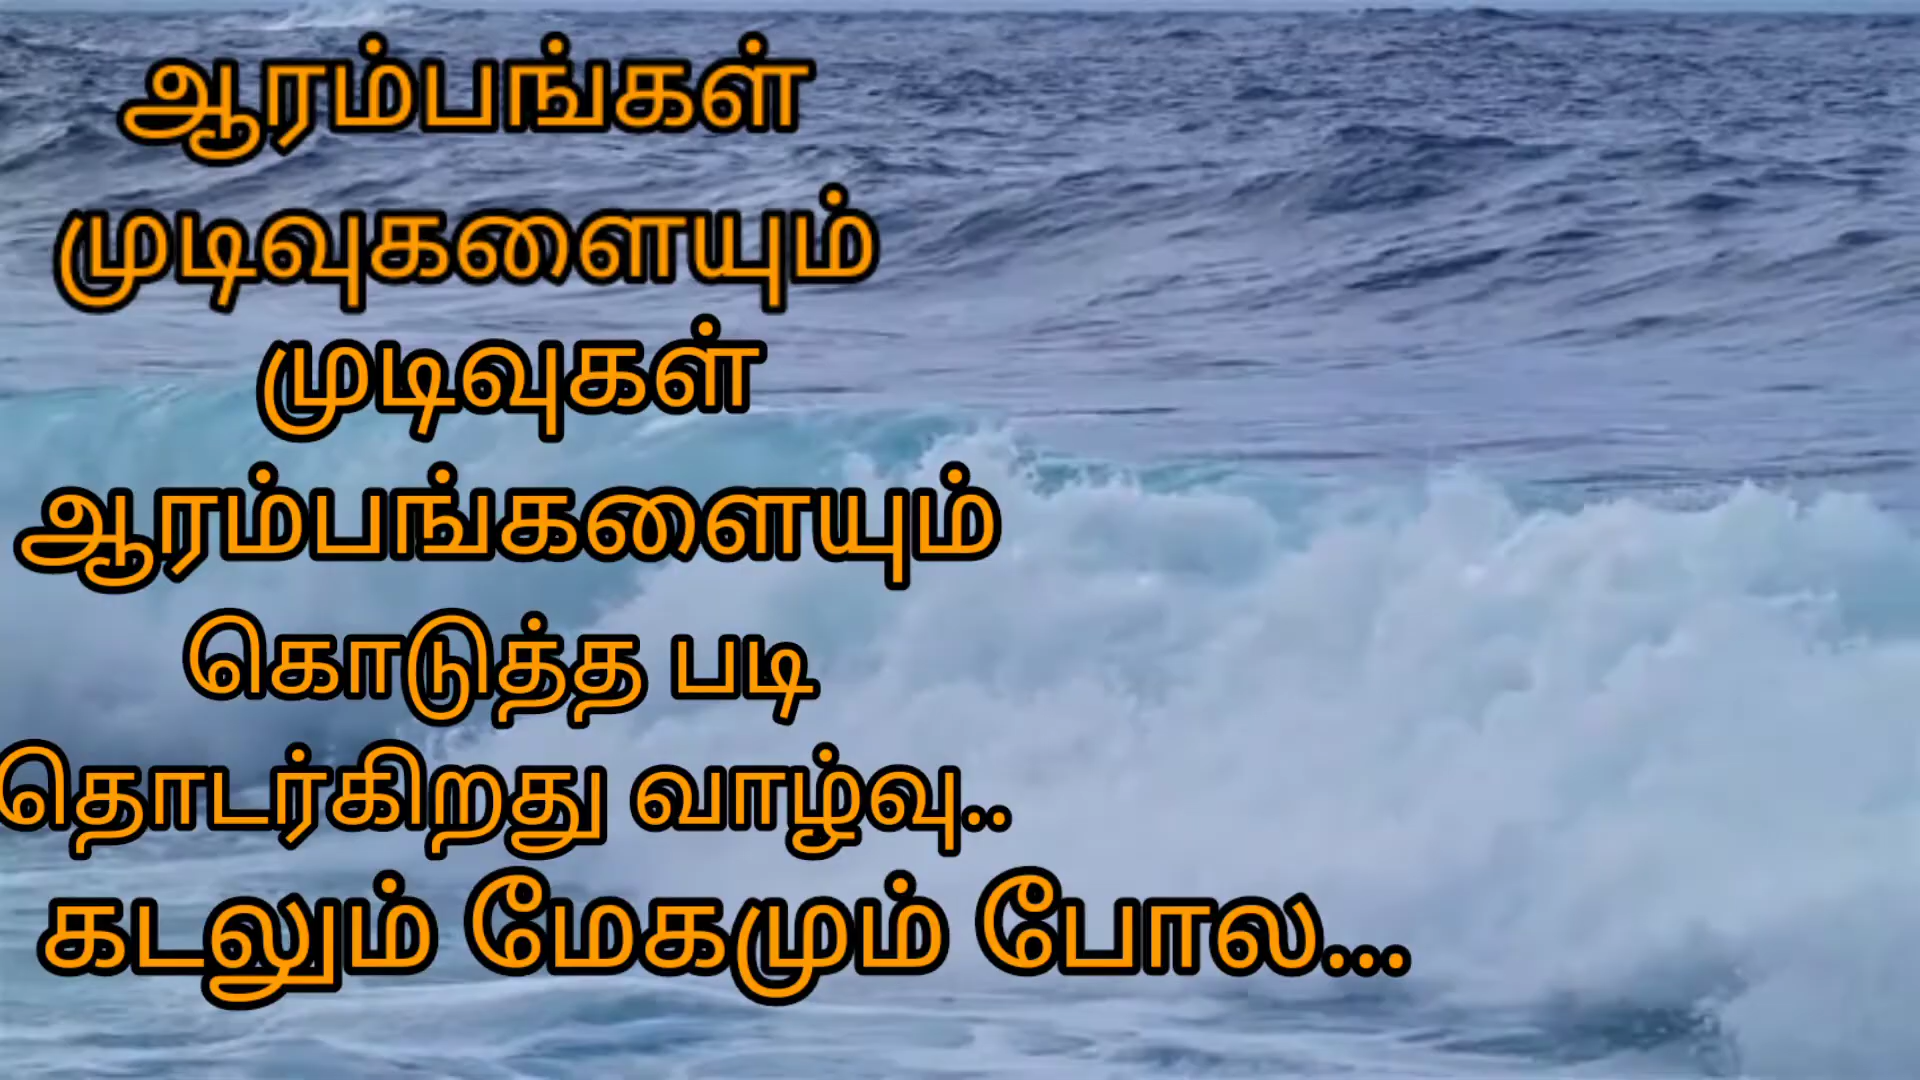 ஆரம்பங்கள்
முடிவுகளையும்
முடிவுகள்
ஆரம்பங்களையும்
கொடுத்த படி
தொடர்கிறது வாழ்வு..
கடலும் மேகமும் போல...